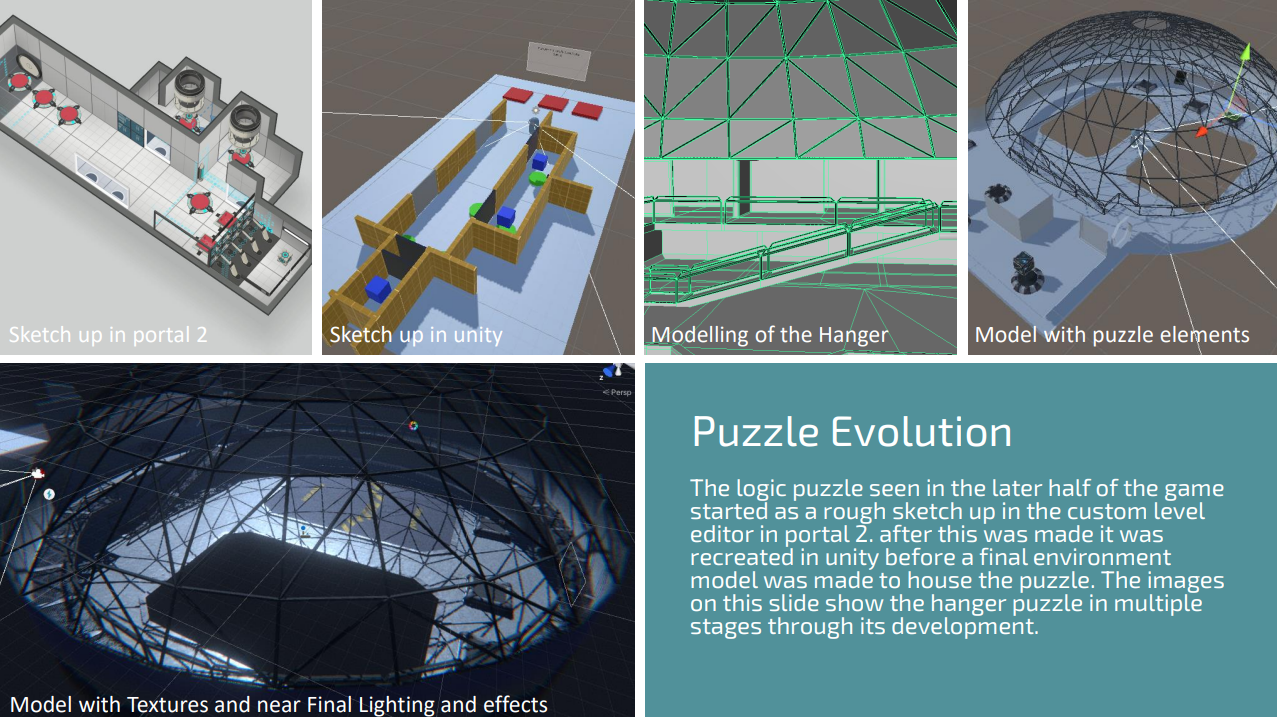 Sketch up in portal 2
Sketch up in unity
Modelling of the Hanger
Model with puzzle elements
z
< Persp
Model with Textures and near Final Lighting and effects
Puzzle Evolution
The logic puzzle seen in the later half of the game
started as a rough sketch up in the custom level
editor in portal 2. after this was made it was
recreated in unity before a final environment
model was made to house the puzzle. The images
on this slide show the hanger puzzle in multiple
stages through its development.